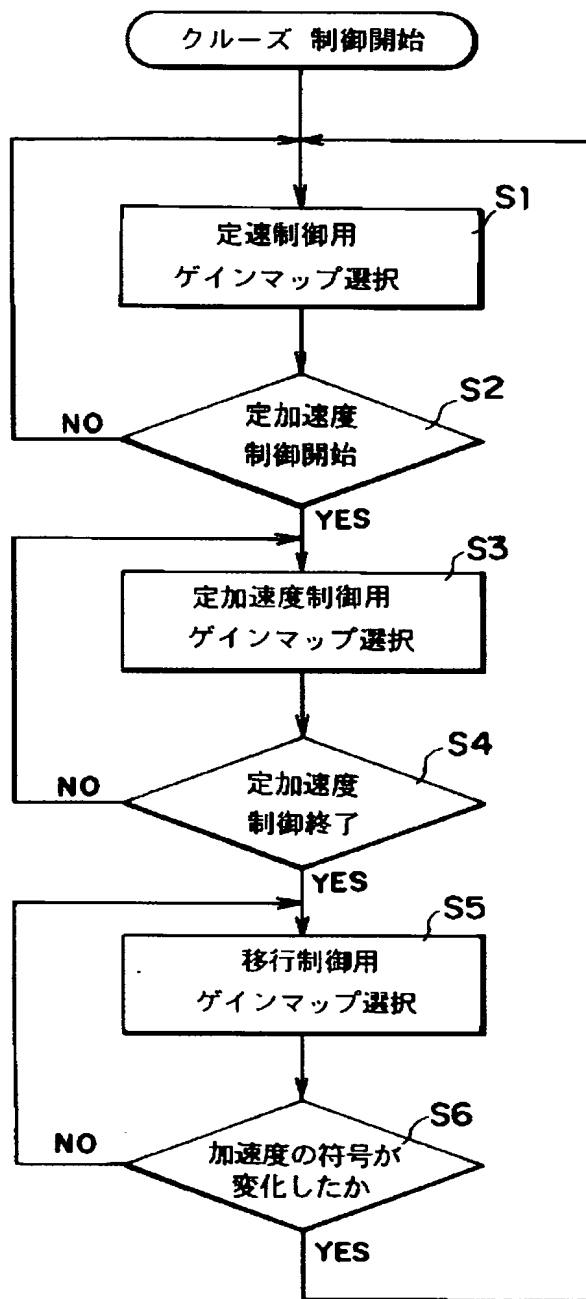 クルーズ 制御開始
S1
定速制御用
ゲインマップ選択
S2
定加速度
制御開始
NO
YES
S3
定加速度制御用
ゲインマップ選択
S4
定加速度
制御終了
NO
YES
S5
移行制御用
ゲインマップ選択
S6
加速度の符号が
変化したか
NO
YES